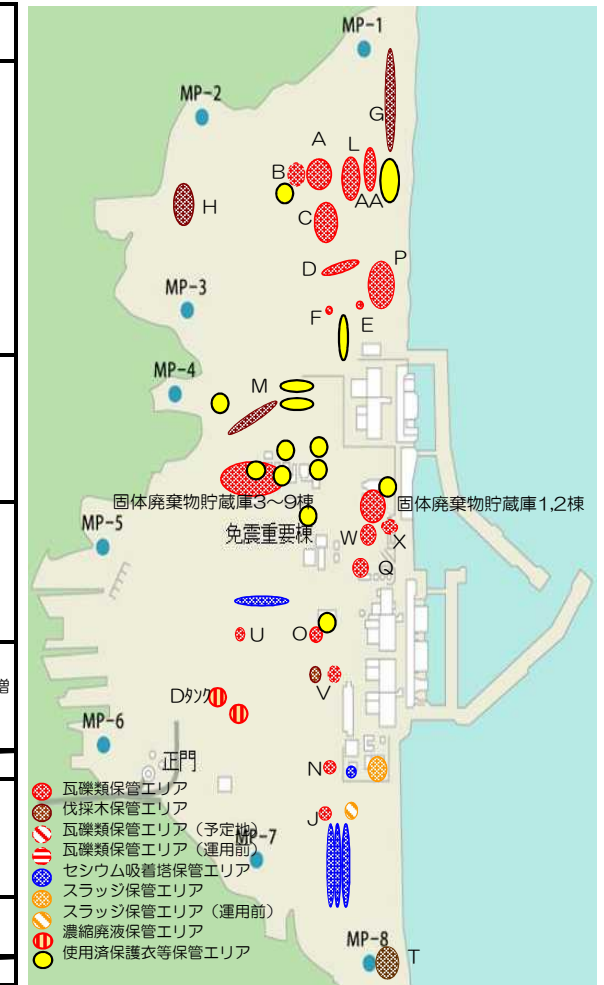 MP-1
G
MP-2
A
L
B
AA
H
C
D
P
MP-3
F
E
MP-4
M
固体廃棄物貯蔵庫3～9棟
固体廃棄物貯蔵庫1,2棟
MP-5
免震重要棟
W
X
Q
U
O
増
Dタンク
V
MP-6
正門
N
J
瓦礫類保管エリア
伐採木保管エリア
瓦礫類保管エリア（予定地）
瓦礫類保管エリア（運用前）
MP-7
セシウム吸着塔保管エリア
スラッジ保管エリア
スラッジ保管エリア（運用前）
濃縮廃液保管エリア
使用済保護衣等保管エリア
MP-8
T